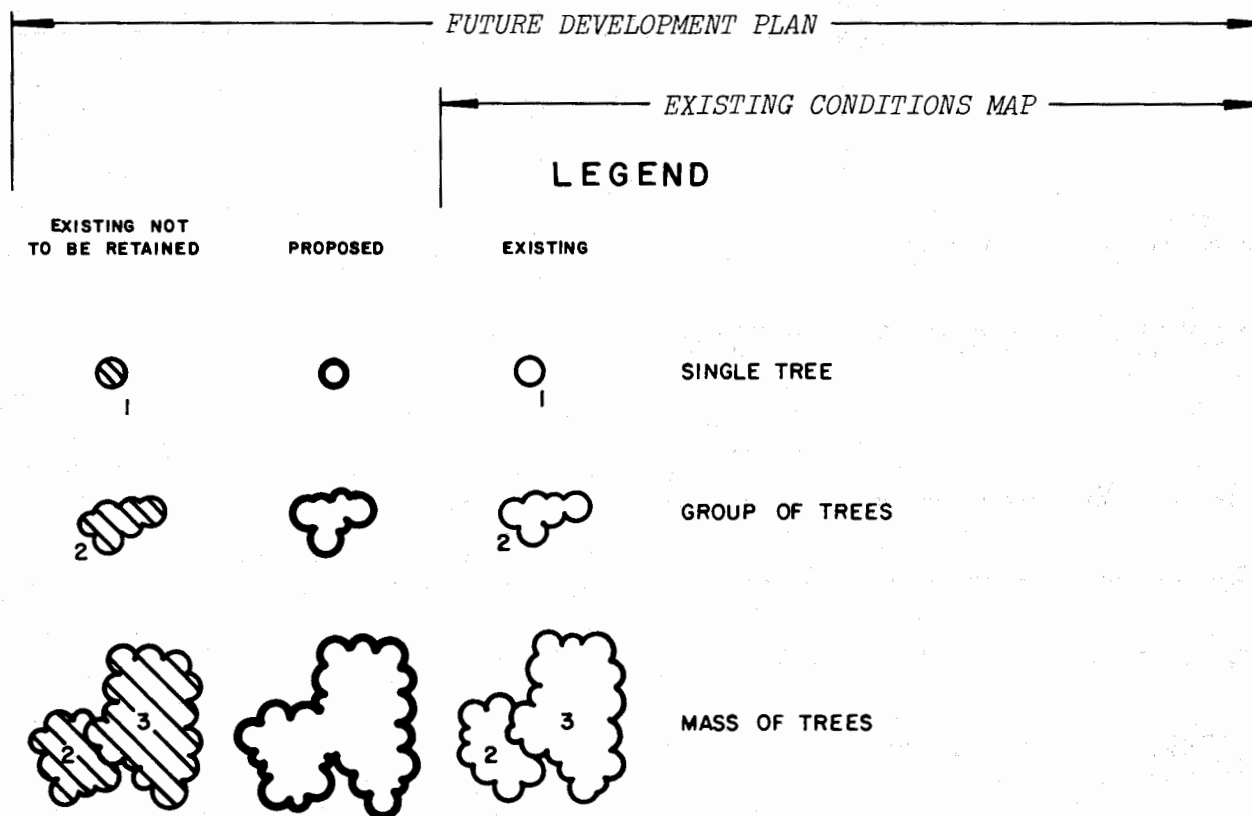 FUTURE DEVELOPMENT PLAN
EXISTING CONDITIONS MAP
LEGEND
EXISTING NOT
TO BE RETAINED
PROPOSED
EXISTING
1
1
SINGLE TREE
2
2
GROUP OF TREES
2
3
2
3
MASS OF TREES